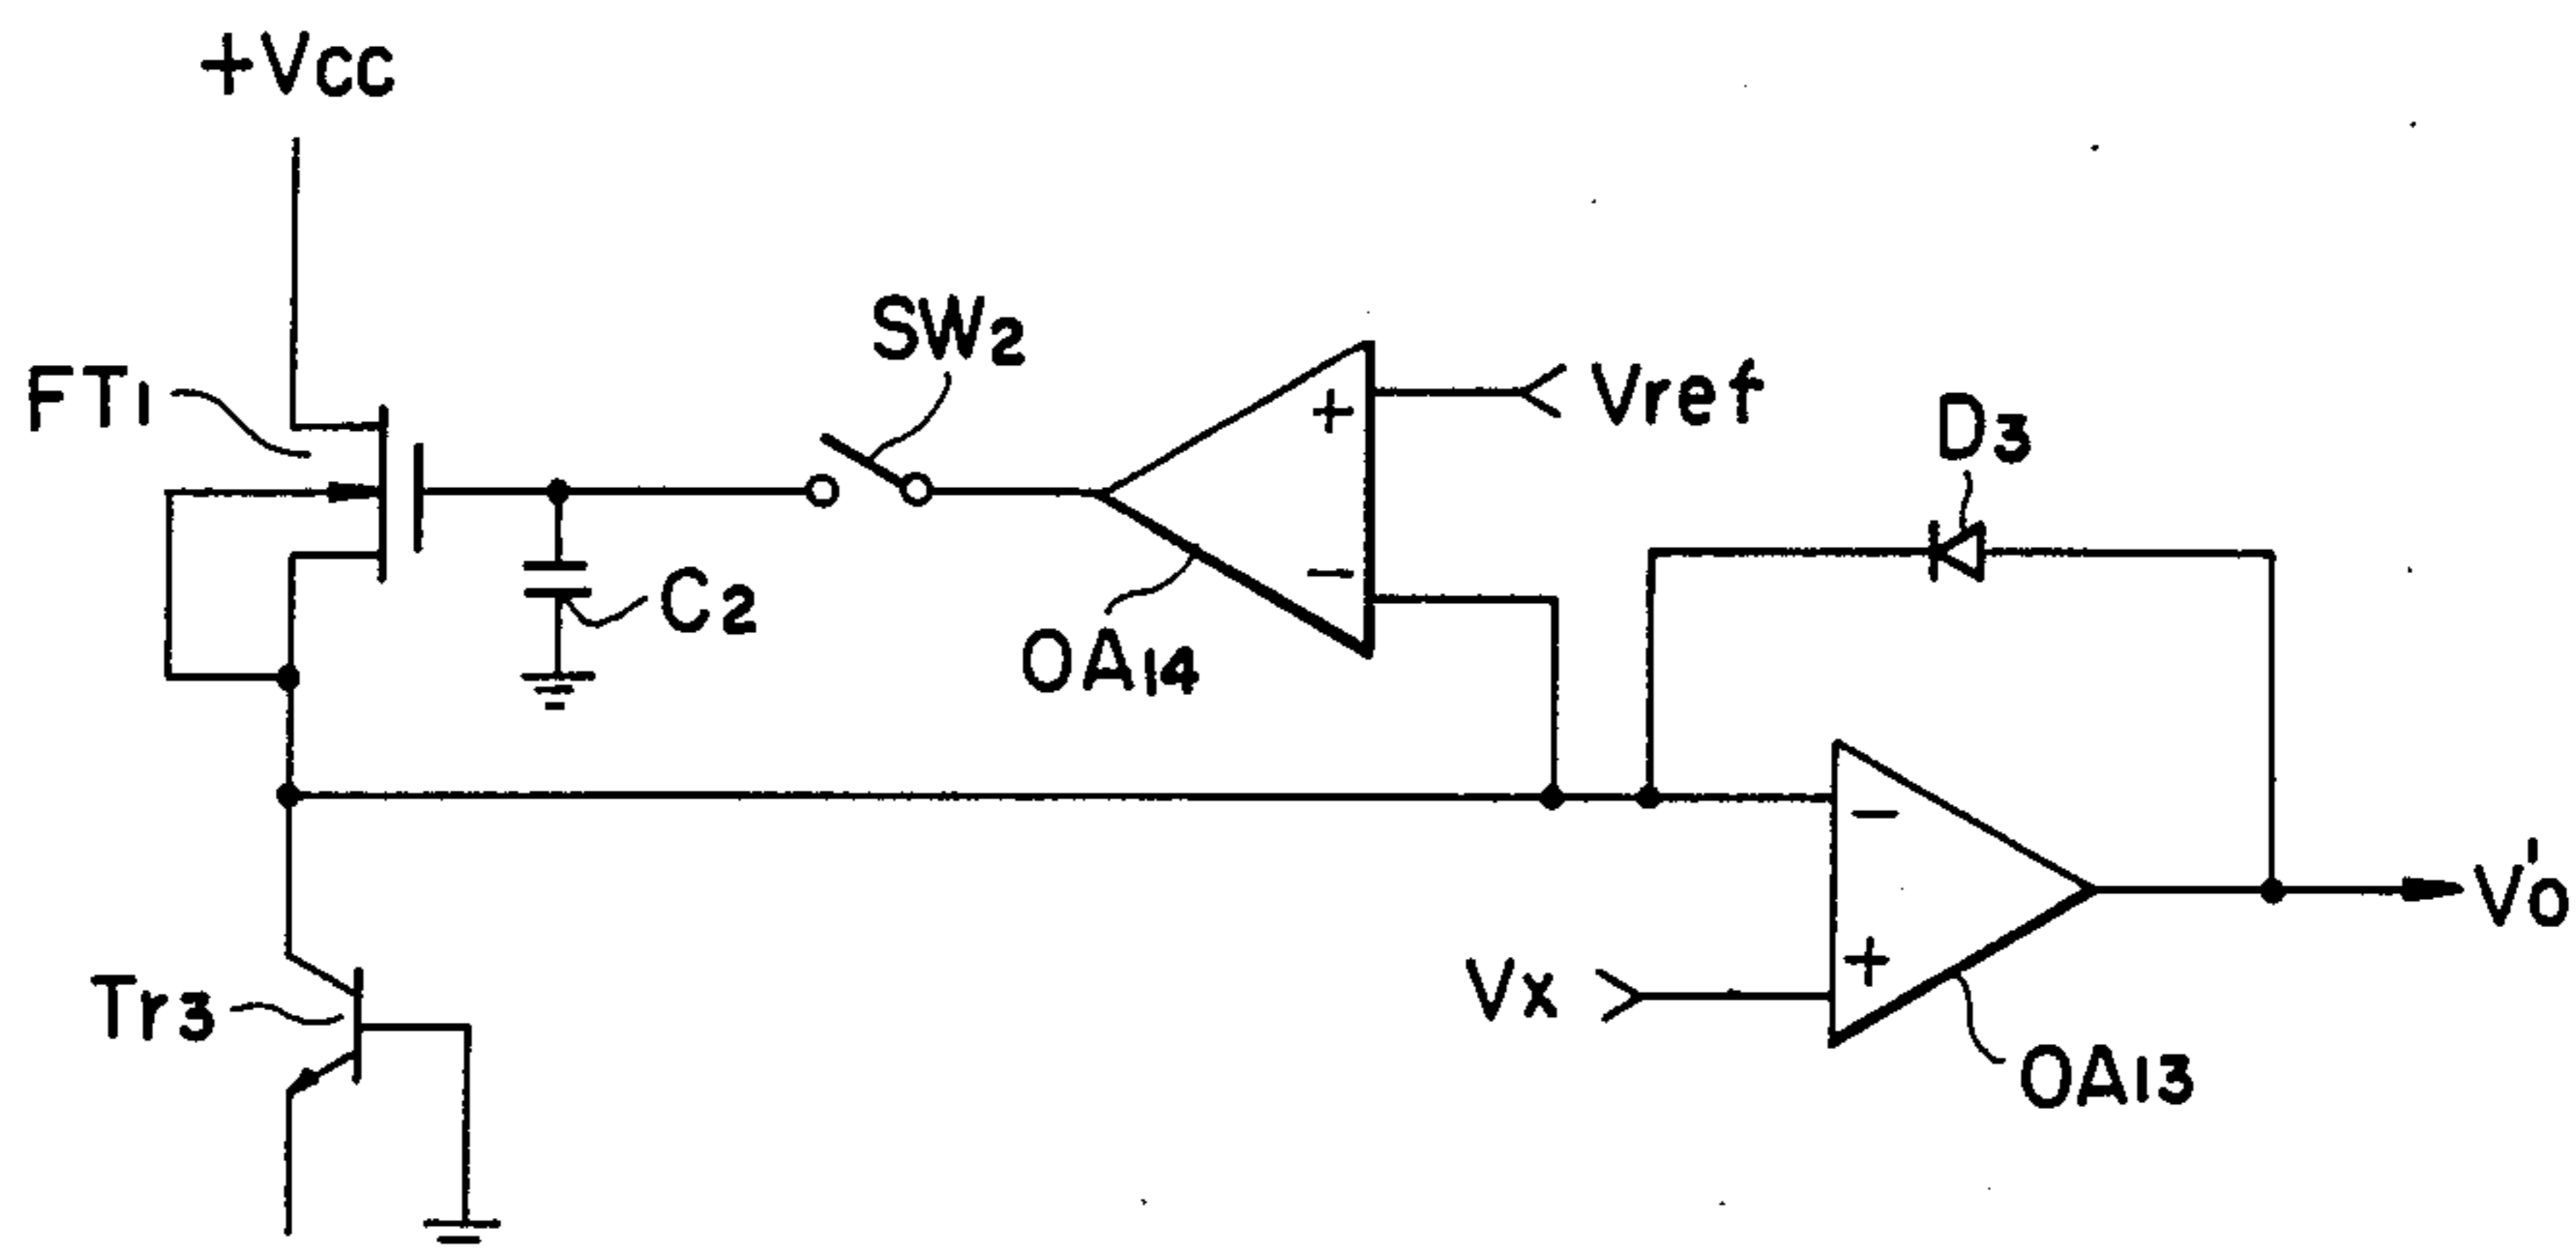 +Vcc
SW2
FT1
+
Vref
D3
-
C2
OA14
-
V'o
Vx
+
Tr3
OA13